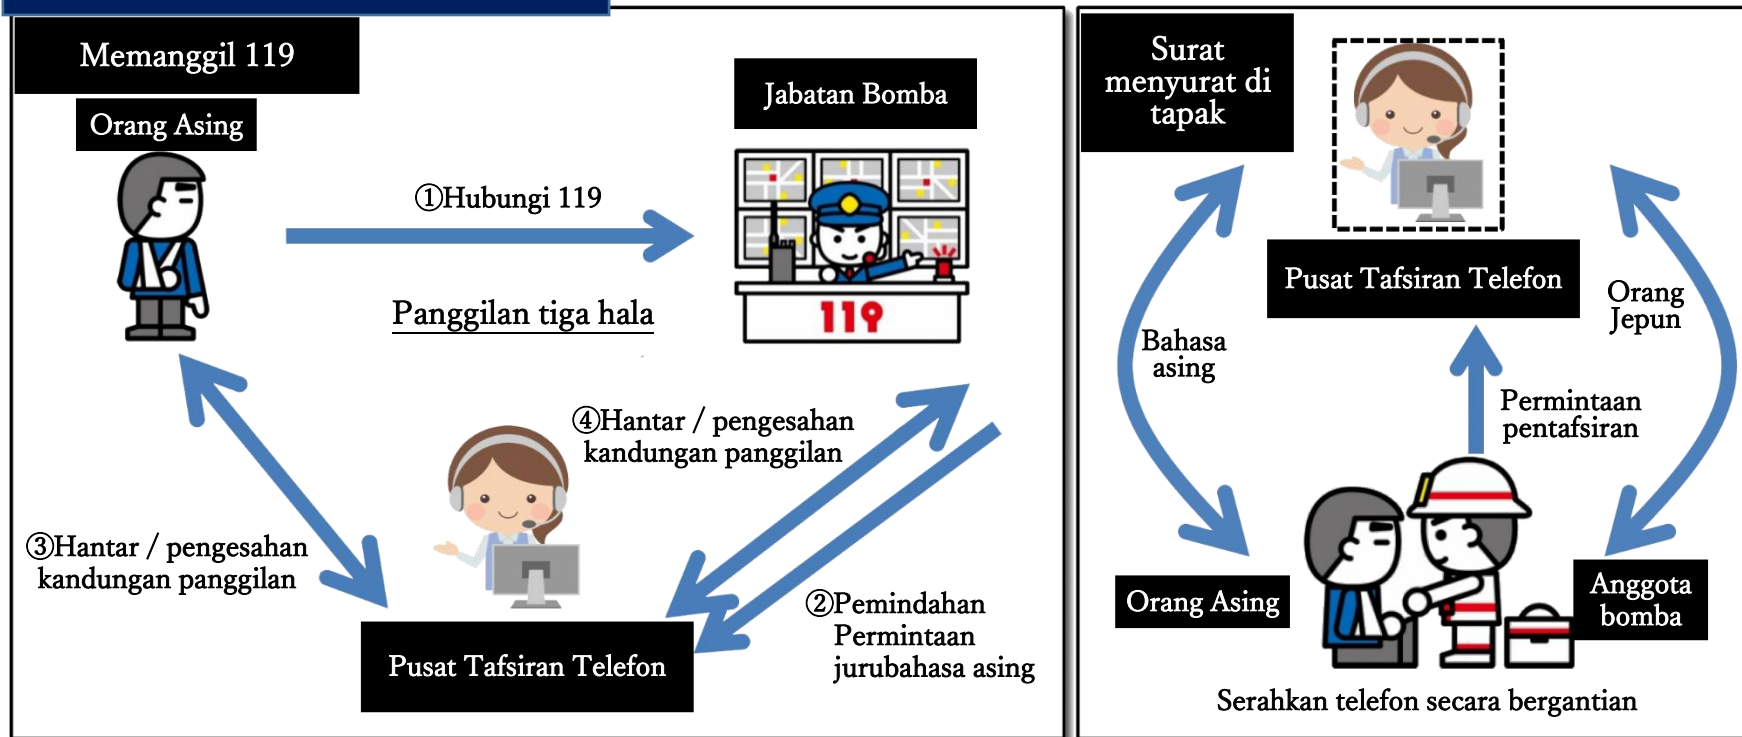 Memanggil 119
Orang Asing
Jabatan Bomba
①Hubungi 119
119
Panggilan tiga hala
④Hantar / pengesahan
kandungan panggilan
③Hantar / pengesahan
kandungan panggilan
②Pemindahan
Permintaan
jurubahasa asing
Pusat Tafsiran Telefon
Surat
menyurat di
tapak
Pusat Tafsiran Telefon
Bahasa
asing
Orang
Jepun
Permintaan
pentafsiran
Orang Asing
Anggota
bomba
Serahkan telefon secara bergantian